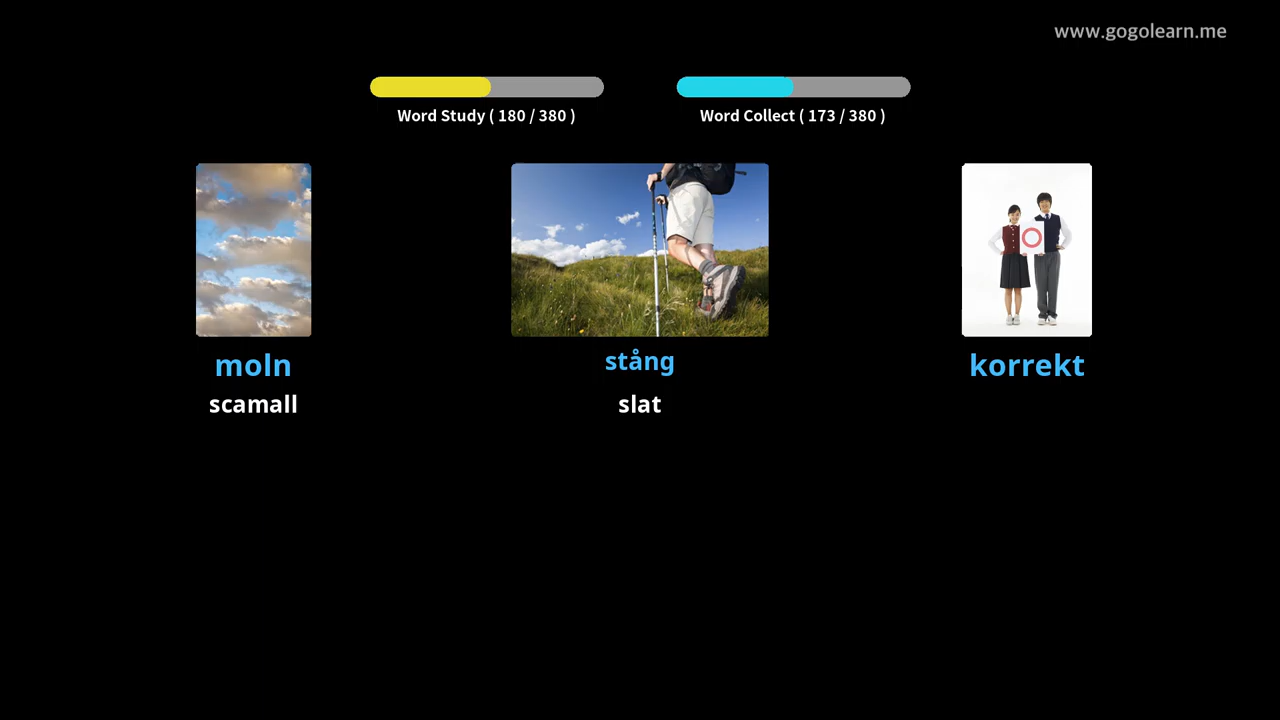 www.gogolearn.me
Word Study ( 180 / 380 )
Word Collect ( 173 / 380 )
moln
scamall
stång
slat
korrekt